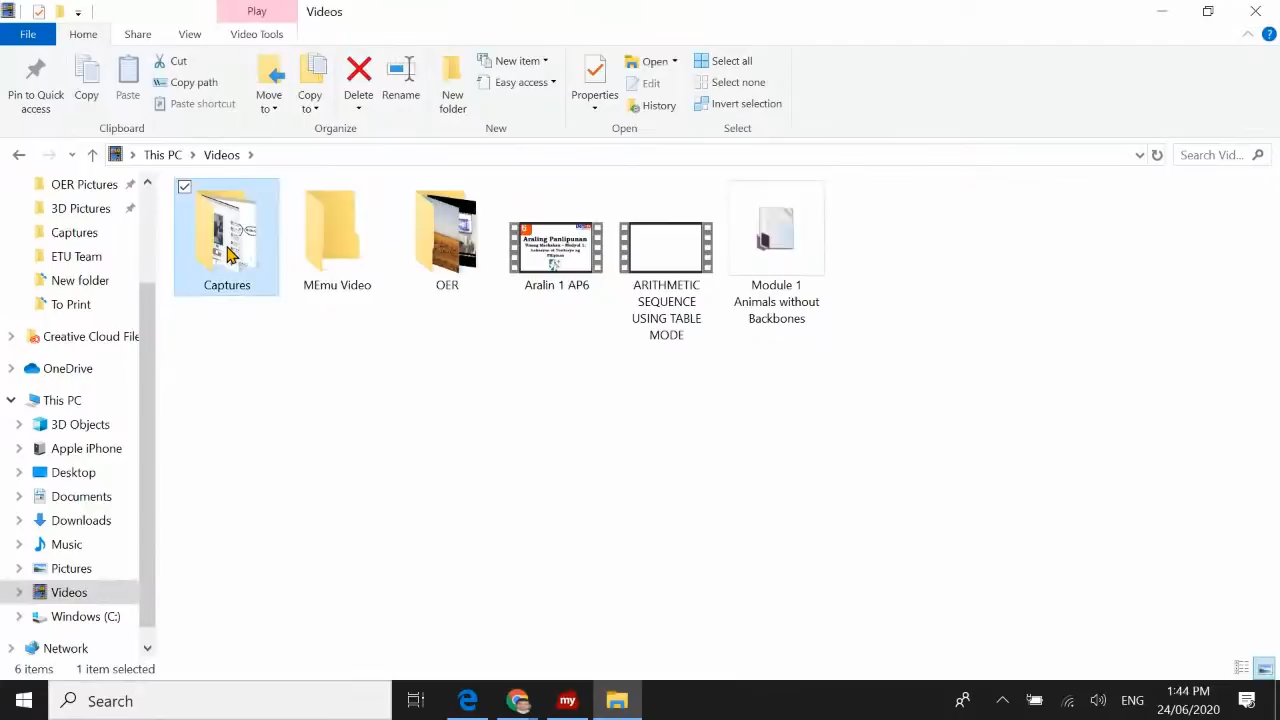 Play
Videos
File
Home
Share
View
Video Tools
Pin to Quick access
Copy
Paste
Cut
Copy path
Paste shortcut
Clipboard
Move to
Copy to
Delete
Rename
Organize
New folder
New item
Easy access
New
Properties
Open
Edit
History
Open
Select all
Select none
Invert selection
Select
This PC
Videos
Search Vid...
OER Pictures
3D Pictures
Captures
ETU Team
New folder
To Print
Creative Cloud File
OneDrive
This PC
3D Objects
Apple iPhone
Desktop
Documents
Downloads
Music
Pictures
Videos
Windows (C:)
Network
Captures
MEmu Video
OER
6
Araling Panlipunan
Aralin 1 AP6
ARITHMETIC
SEQUENCE
USING TABLE
MODE
Module 1
Animals without
Backbones
6 items
1 item selected
Search
my
ENG
1:44 PM
24/06/2020